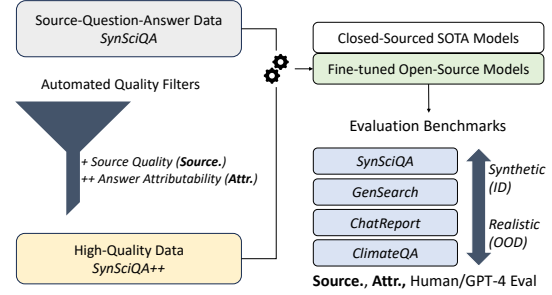 Source-Question-Answer Data
SynSciQA
Automated Quality Filters
+ Source Quality (Source.)
++ Answer Attributability (Attr.)
High-Quality Data
SynSciQA++
Closed-Sourced SOTA Models
Fine-tuned Open-Source Models
Evaluation Benchmarks
SynSciQA
GenSearch
ChatReport
ClimateQA
Synthetic
(ID)
Realistic
(OOD)
Source., Attr., Human/GPT-4 Eval